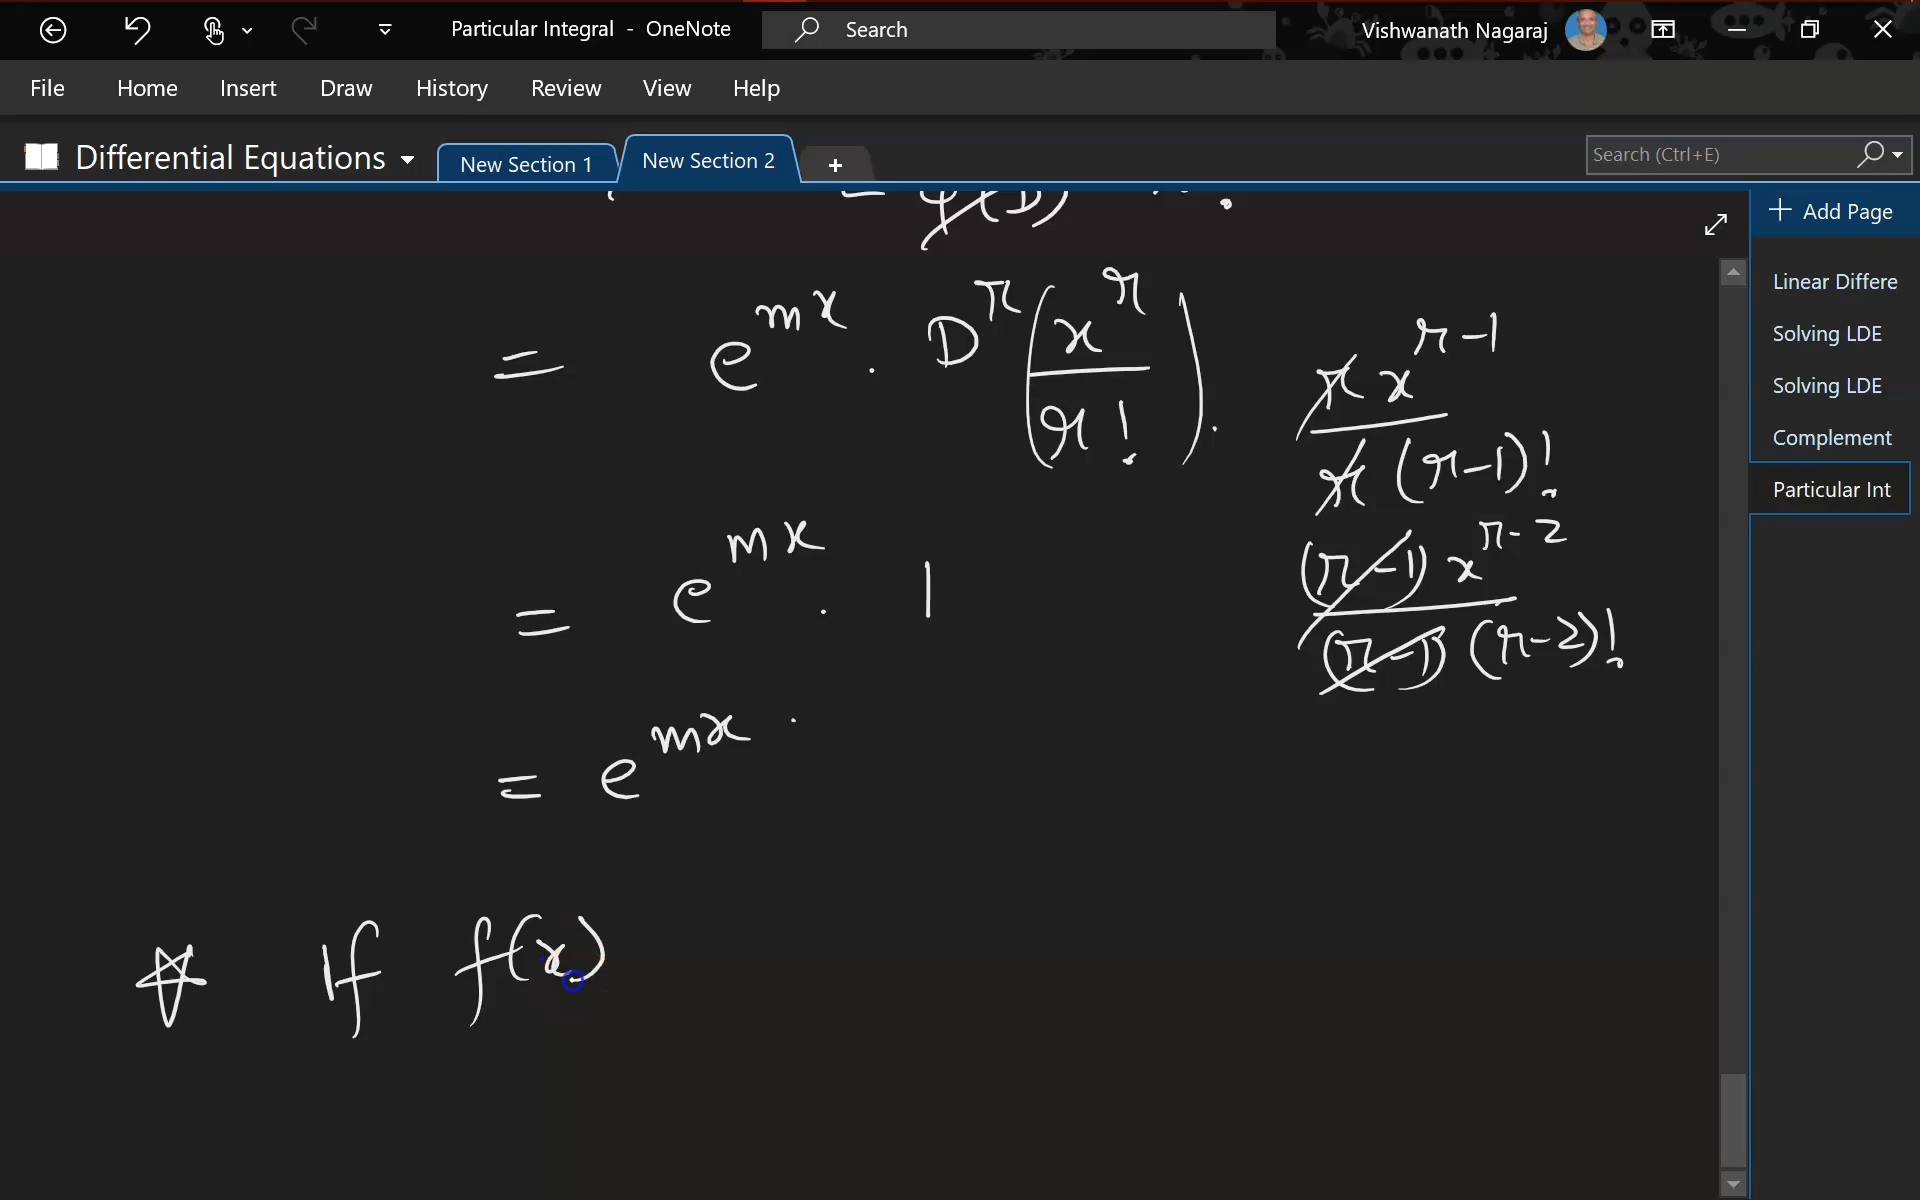 Particular Integral - OneNote
Search
Vishwanath Nagaraj
File Home Insert Draw History Review View Help
Differential Equations
New Section 1
New Section 2
+
Search (Ctrl+E)
+ Add Page
Linear Differe
Solving LDE
Solving LDE
Complement
Particular Int
= e^{mx} . D^r (x^r / r!) .
r x^{r-1} / r (r-1)!
= e^{mx} . 1
(r-1) x^{r-2} / (r-1) (r-2)!
= e^{mx} .
☆ If f(x)